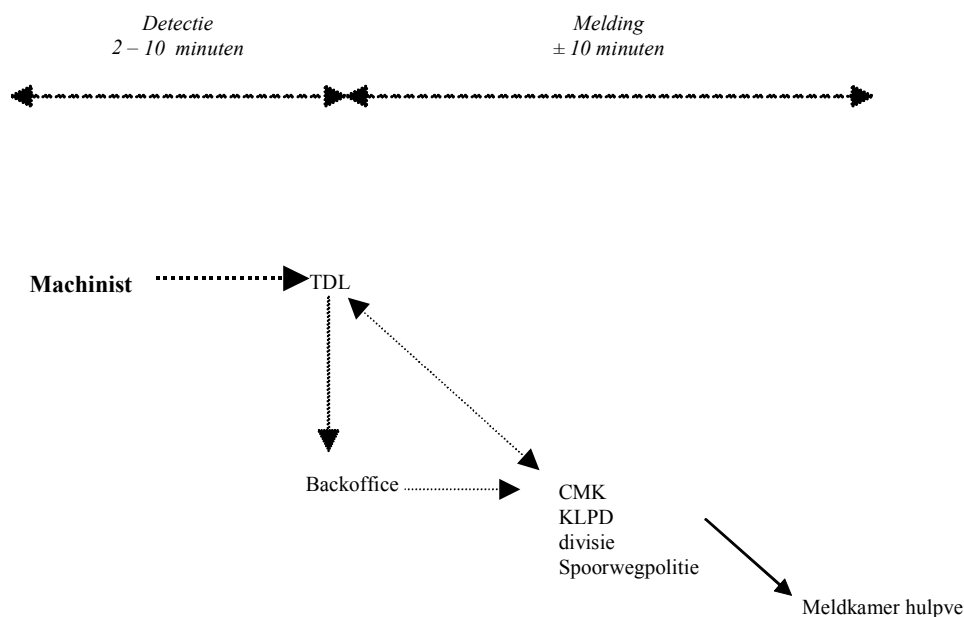 Detectie
2 – 10 minuten
Melding
± 10 minuten
Machinist
TDL
Backoffice
CMK
KLPD
divisie
Spoorwegpolitie
Meldkamer hulpve